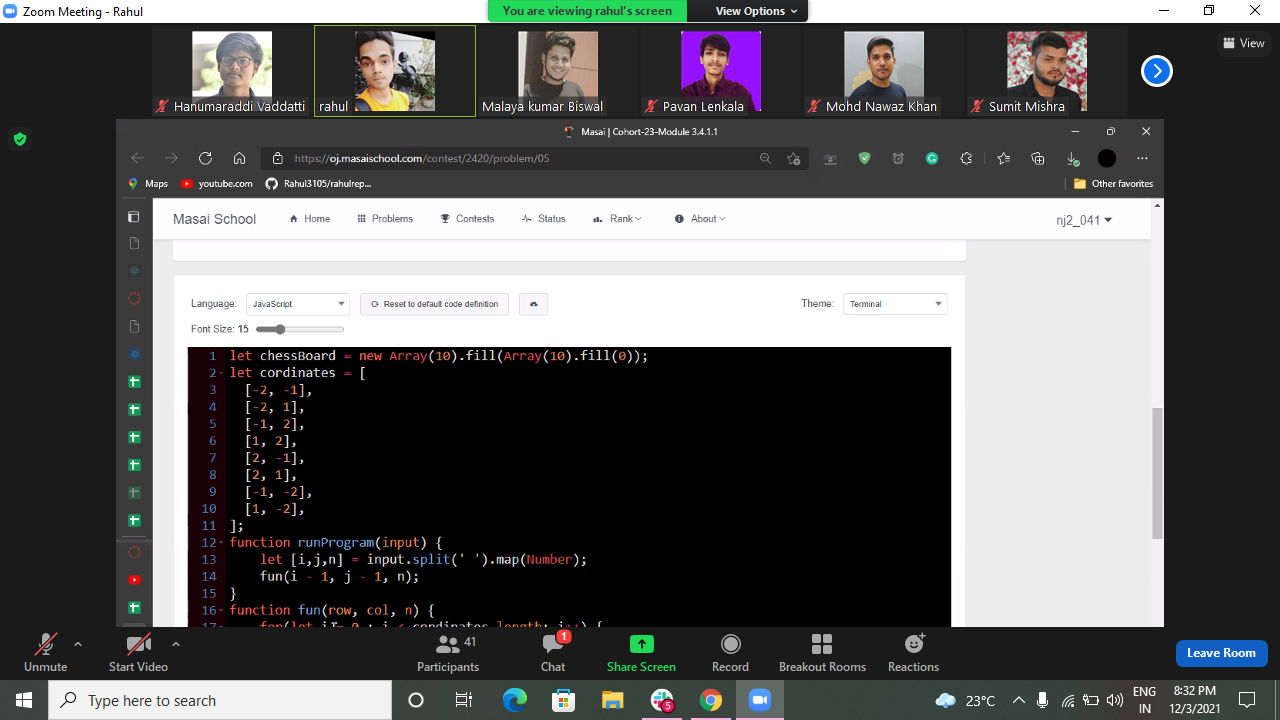 Zoom Meeting - Rahul
You are viewing rahul's screen
View Options
View
Hanumaraddi Vaddatti
rahul
Malaya kumar Biswal
Pavan Lenkala
Mohd Nawaz Khan
Sumit Mishra
Masai | Cohort-23-Module 3.4.1.1
https://oj.masaischool.com/contest/2420/problem/05
Maps
youtube.com
Rahul3105/rahulrep...
Other favorites
Masai School
Home
Problems
Contests
Status
Rank
About
nj2_041
Language:
JavaScript
Reset to default code definition
Theme:
Terminal
Font Size: 15
1 let chessBoard = new Array(10).fill(Array(10).fill(0));
2 let cordinates = [
3 [-2, -1],
4 [-2, 1],
5 [-1, 2],
6 [1, 2],
7 [2, -1],
8 [2, 1],
9 [-1, -2],
10 [1, -2],
11 ];
12 function runProgram(input) {
13 let [i,j,n] = input.split(' ').map(Number);
14 fun(i - 1, j - 1, n);
15 }
16 function fun(row, col, n) {
17 for(let i= 0 ; i < cordinates.length; i++) {
Unmute
Start Video
Participants
41
Chat
1
Share Screen
Record
Breakout Rooms
Reactions
Leave Room
Type here to search
5
23°C
ENG
IN
8:32 PM
12/3/2021